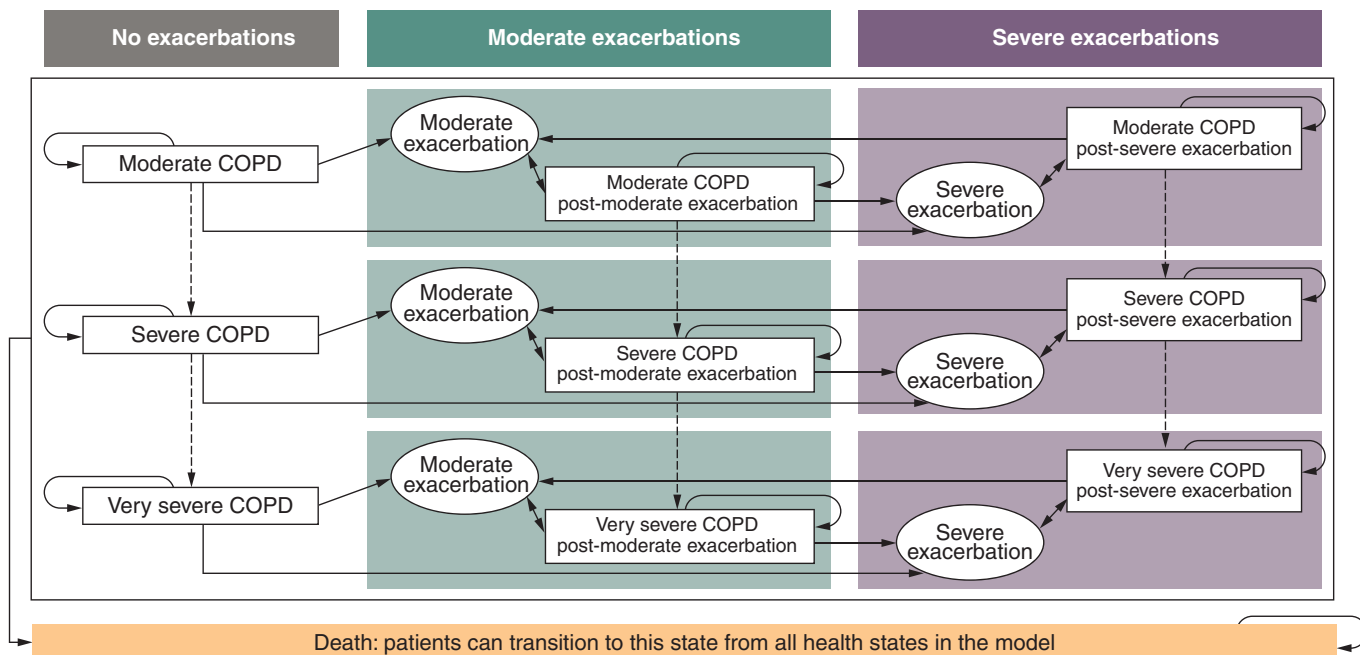 No exacerbations
Moderate exacerbations
Severe exacerbations
Moderate COPD
Moderate
exacerbation
Moderate COPD
post-moderate exacerbation
Severe
exacerbation
Moderate COPD
post-severe exacerbation
Severe COPD
Moderate
exacerbation
Severe COPD
post-moderate exacerbation
Severe
exacerbation
Severe COPD
post-severe exacerbation
Very severe COPD
Moderate
exacerbation
Very severe COPD
post-moderate exacerbation
Severe
exacerbation
Very severe COPD
post-severe exacerbation
Death: patients can transition to this state from all health states in the model